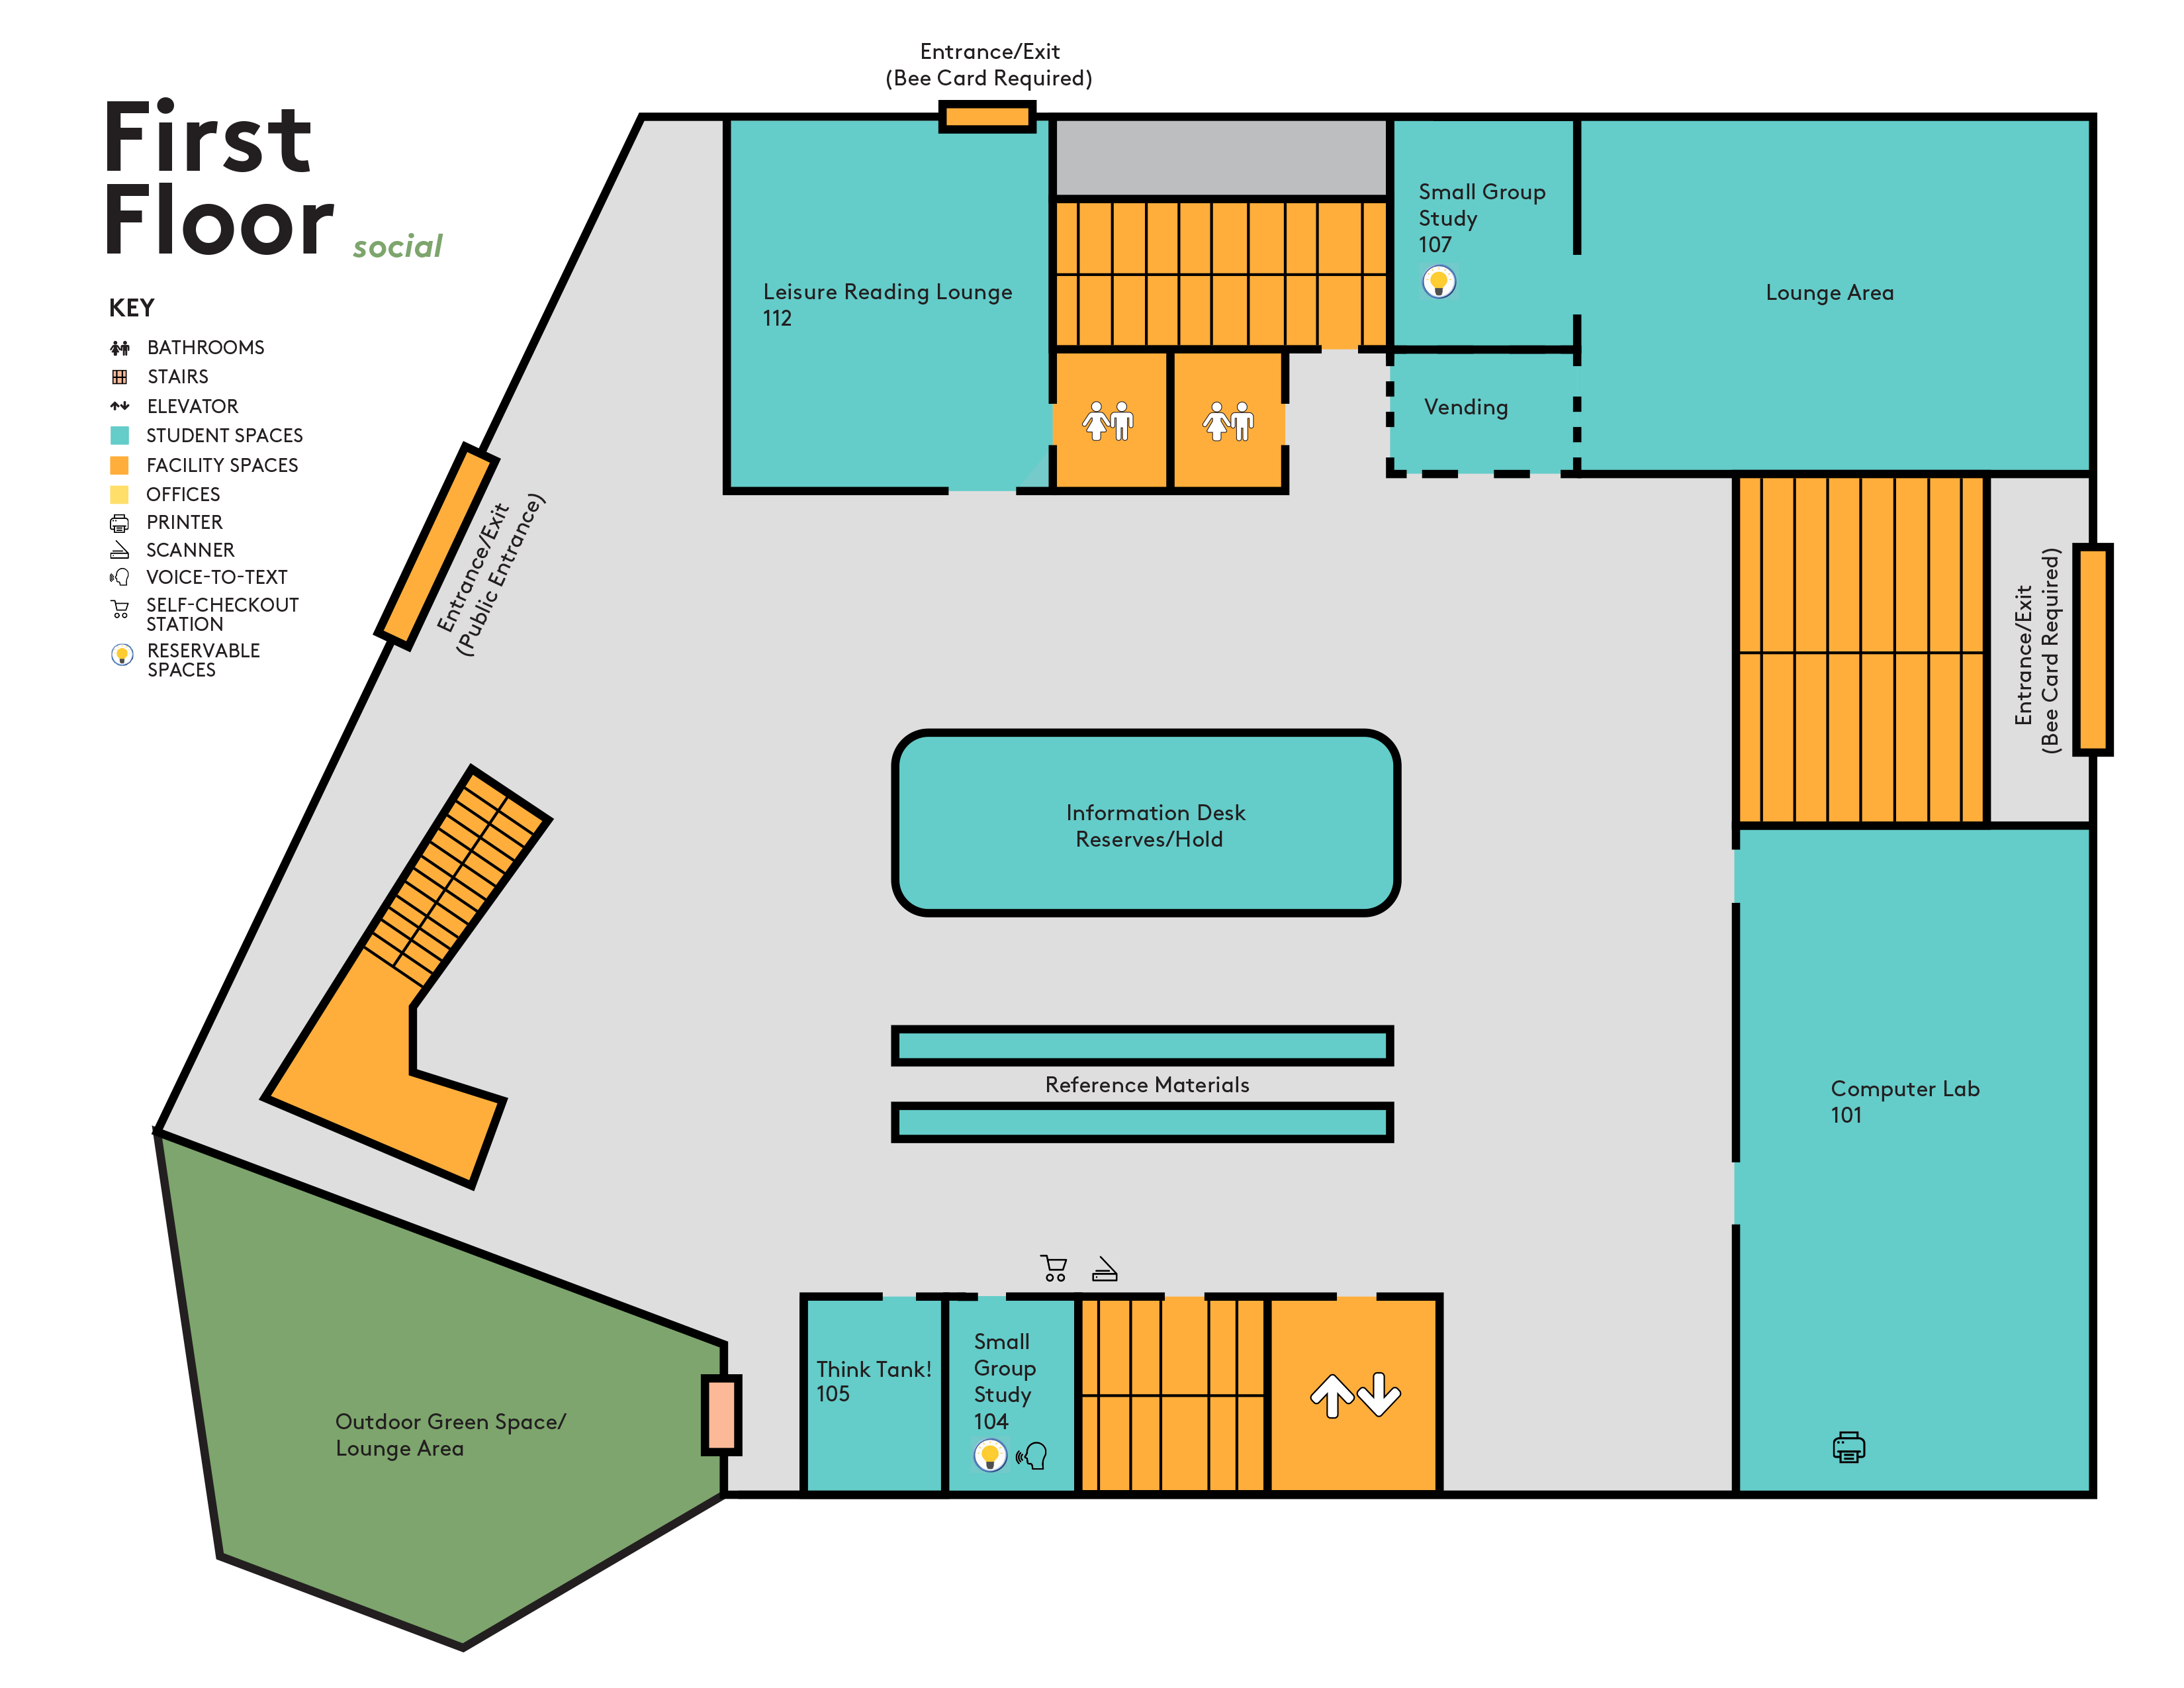 First
Floor social
KEY
BATHROOMS
STAIRS
ELEVATOR
STUDENT SPACES
FACILITY SPACES
OFFICES
PRINTER
SCANNER
VOICE-TO-TEXT
SELF-CHECKOUT
STATION
RESERVABLE
SPACES
Entrance/Exit
(Bee Card Required)
Leisure Reading Lounge
112
Small Group
Study
107
Lounge Area
Vending
Entrance/Exit
(Public Entrance)
Entrance/Exit
(Bee Card Required)
Information Desk
Reserves/Hold
Reference Materials
Computer Lab
101
Think Tank!
105
Small
Group
Study
104
Outdoor Green Space/
Lounge Area